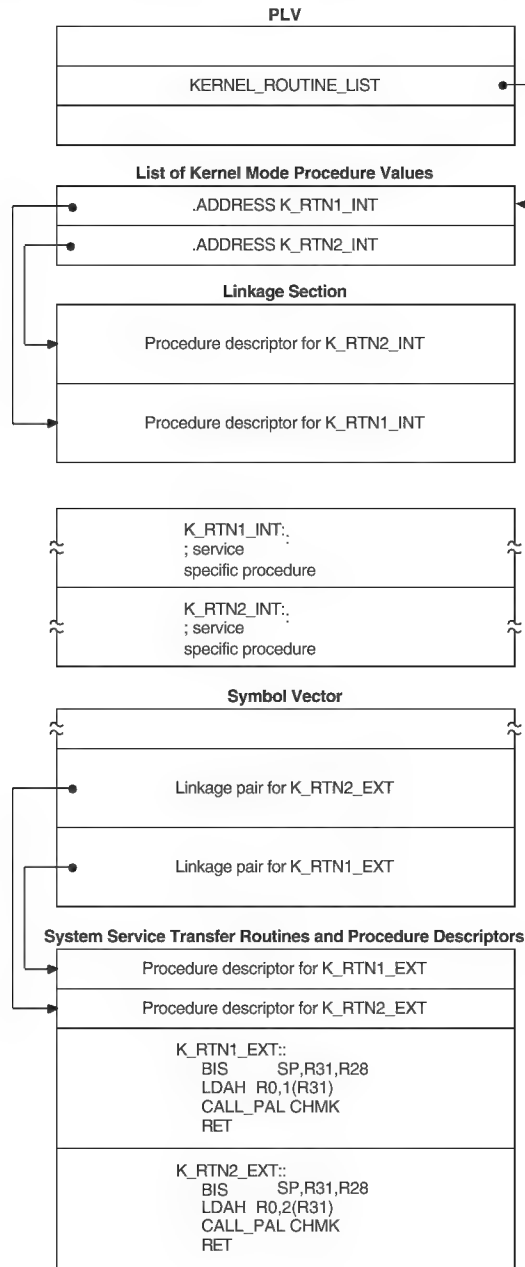 PLV
KERNEL_ROUTINE_LIST
List of Kernel Mode Procedure Values
.ADDRESS K_RTN1_INT
.ADDRESS K_RTN2_INT
Linkage Section
Procedure descriptor for K_RTN2_INT
Procedure descriptor for K_RTN1_INT
K_RTN1_INT:.
; service
specific procedure
K_RTN2_INT:.
; service
specific procedure
Symbol Vector
Linkage pair for K_RTN2_EXT
Linkage pair for K_RTN1_EXT
System Service Transfer Routines and Procedure Descriptors
Procedure descriptor for K_RTN1_EXT
Procedure descriptor for K_RTN2_EXT
K_RTN1_EXT::
BIS SP,R31,R28
LDAH R0,1(R31)
CALL_PAL CHMK
RET
K_RTN2_EXT::
BIS SP,R31,R28
LDAH R0,2(R31)
CALL_PAL CHMK
RET